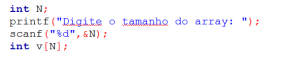 int N;
printf("Digite o tamanho do array: ");
scanf("%d",&N);
int v[N];